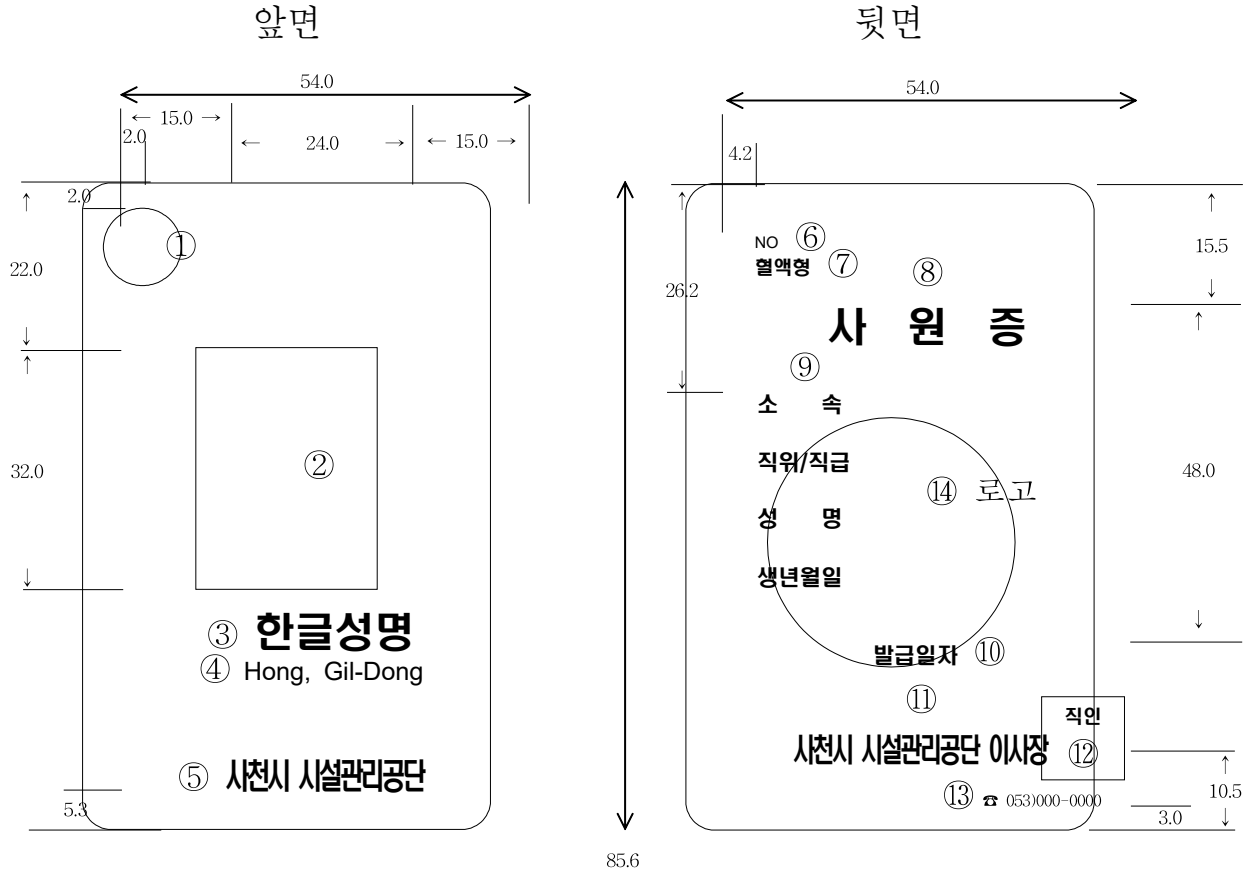 앞면
뒷면
54.0
54.0
← 15.0 →
2.0
← 24.0 →
← 15.0 →
4.2
2.0
①
22.0
↑
↓
32.0
②
③ 한글성명
④ Hong, Gil-Dong
⑤ 사천시 시설관리공단
5.3
85.6
NO ⑥
혈액형 ⑦
⑧
15.5
26.2
사 원 증
⑨
소 속
직위/직급
⑭ 로고
48.0
성 명
생년월일
발급일자 ⑩
⑪
직인
사천시 시설관리공단 이사장 ⑫
⑬ ☎ 053)000-0000
10.5
3.0